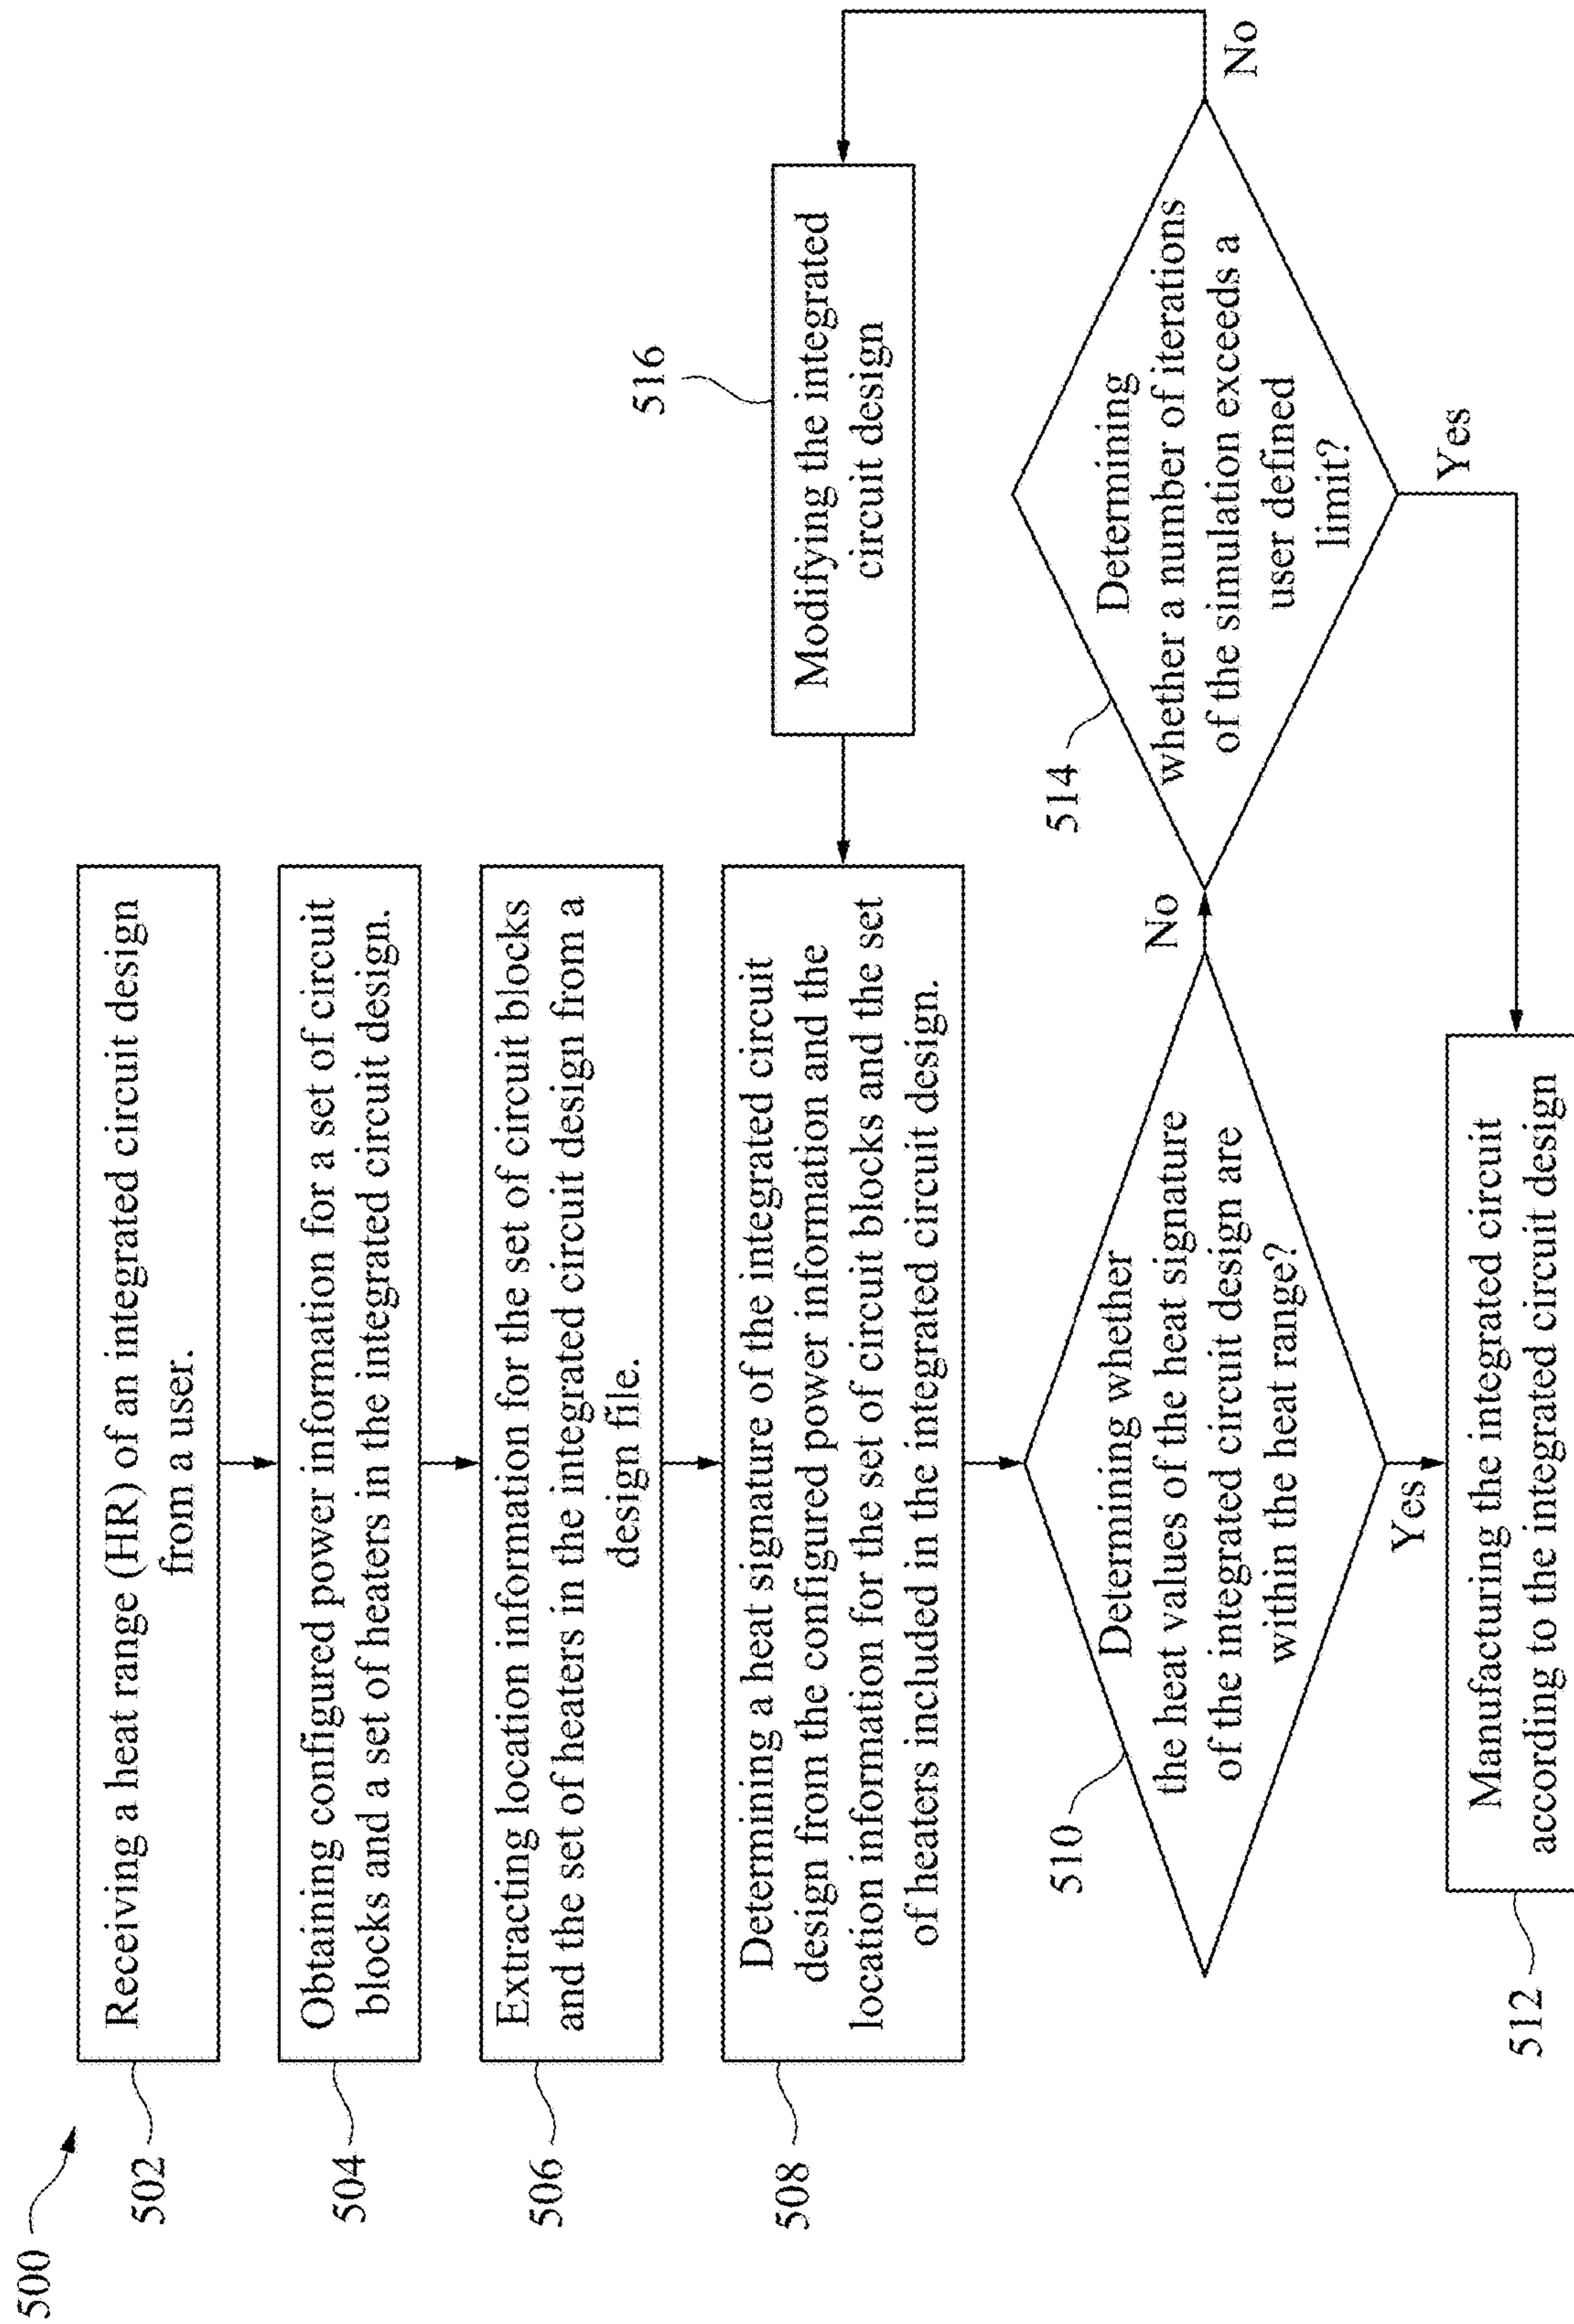 500
502
Receiving a heat range (HR) of an integrated circuit design
from a user.
504
Obtaining configured power information for a set of circuit
blocks and a set of heaters in the integrated circuit design.
506
Extracting location information for the set of circuit blocks
and the set of heaters in the integrated circuit design from a
design file.
508
Determining a heat signature of the integrated circuit
design from the configured power information and the
location information for the set of circuit blocks and the set
of heaters included in the integrated circuit design.
516
Modifying the integrated
circuit design
510
Determining whether
the heat values of the heat signature
of the integrated circuit design are
within the heat range?
No
514
Determining
whether a number of iterations
of the simulation exceeds a
user defined
limit?
No
Yes
Yes
512
Manufacturing the integrated circuit
according to the integrated circuit design